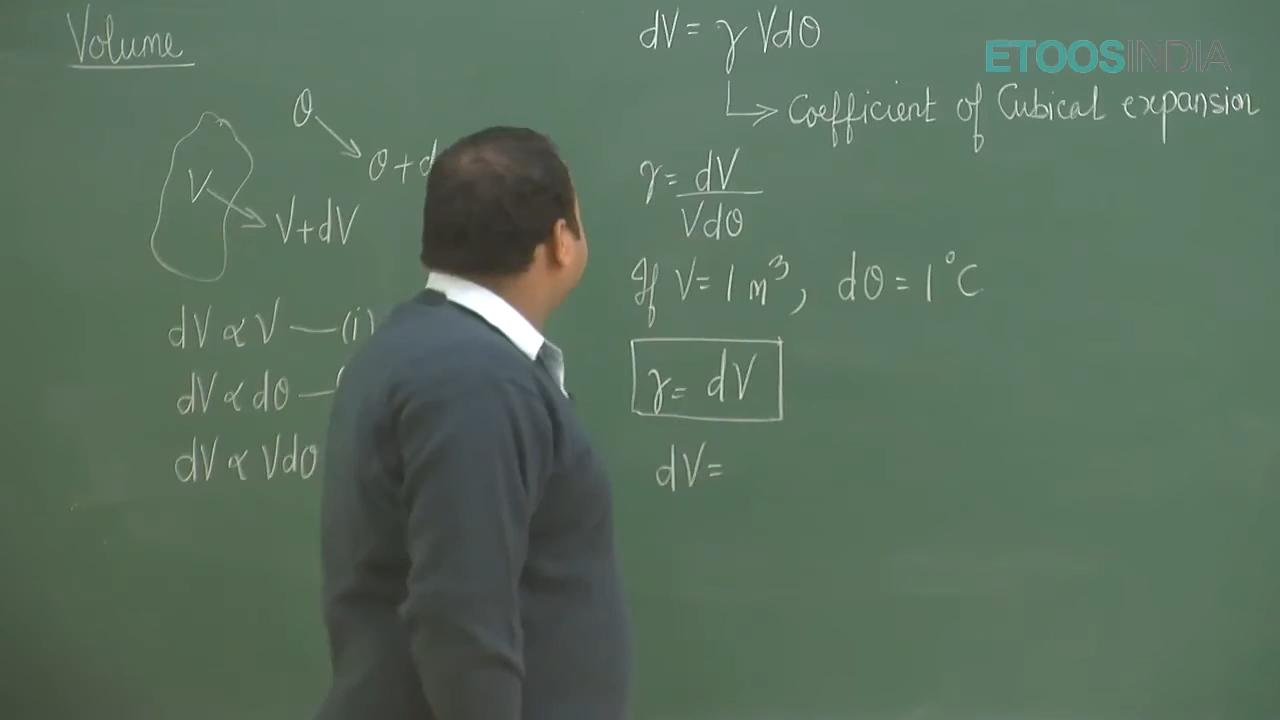 Volume
θ
θ+d
V
V+dV
dV ∝ V —(i)
dV ∝ dθ —
dV ∝ Vdθ
dV = γ Vdθ
Coefficient of Cubical expansion
γ = dV / Vdθ
If V = 1 m³, dθ = 1°C
γ = dV
dV =
ETOOSINDIA